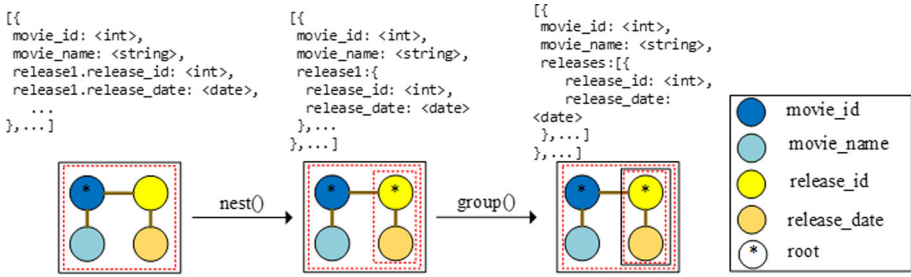 [{
movie_id: <int>,
movie_name: <string>,
release1.release_id: <int>,
release1.release_date: <date>,
...
},...]
[{
movie_id: <int>,
movie_name: <string>,
release1:{
release_id: <int>,
release_date: <date>
},...
},...]
[{
movie_id: <int>,
movie_name: <string>,
releases:[{
release_id: <int>,
release_date:
<date>
},...]
},...]
*
nest()
*
*
group()
*
*
movie_id
movie_name
release_id
release_date
* root